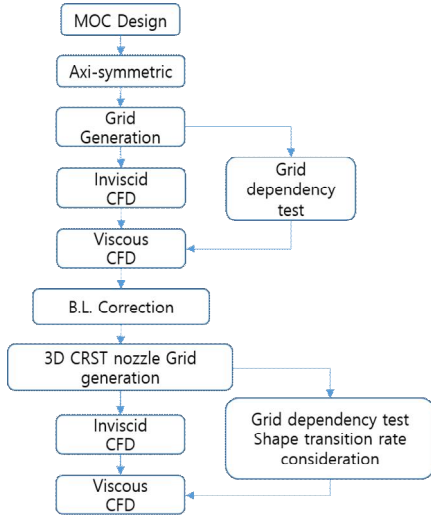 MOC Design
Axi-symmetric
Grid
Generation
Grid
dependency
test
Inviscid
CFD
Viscous
CFD
B.L. Correction
3D CRST nozzle Grid
generation
Grid dependency test
Shape transition rate
consideration
Inviscid
CFD
Viscous
CFD